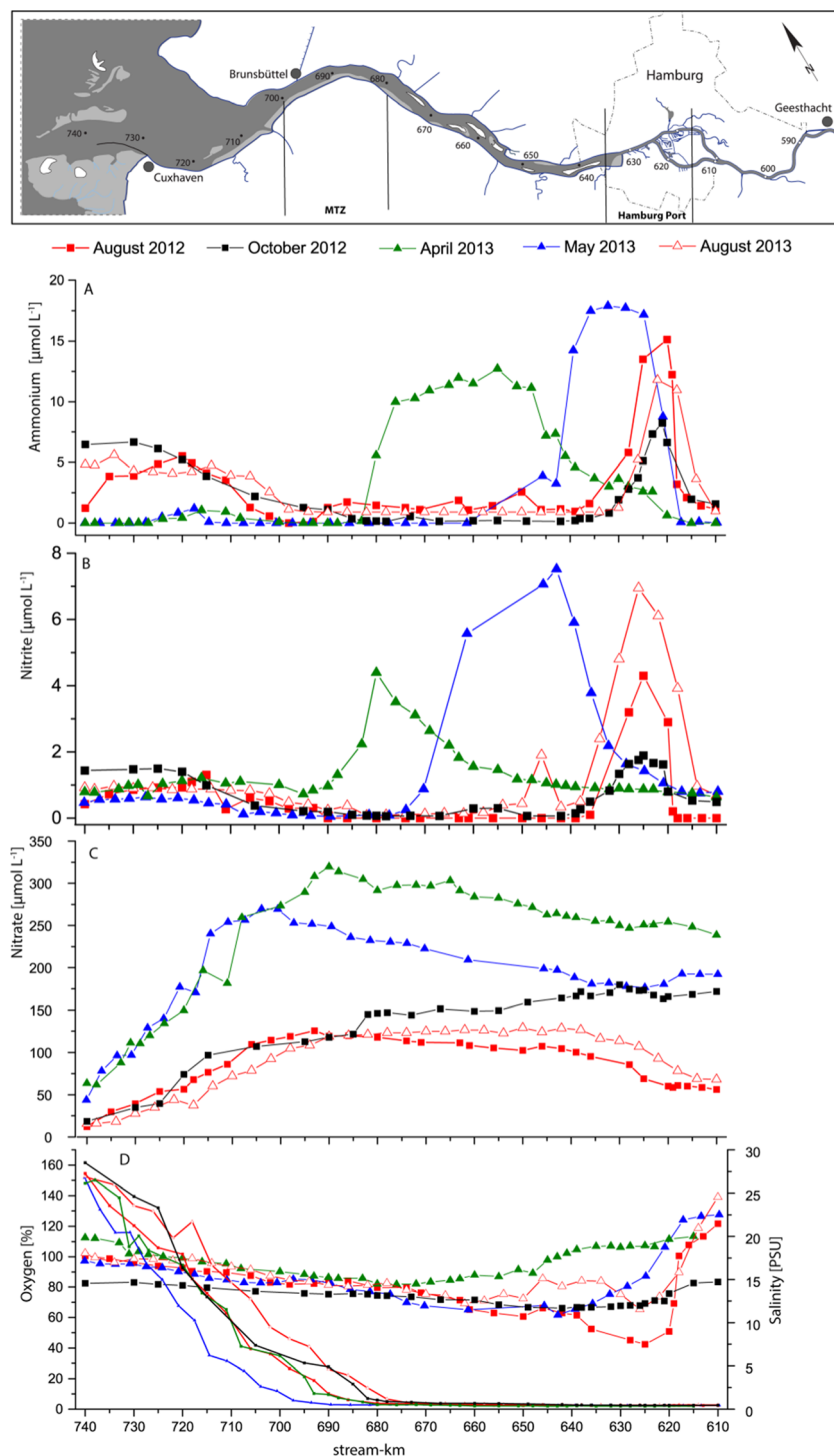 Brunsbüttel
Hamburg
Geesthacht
Cuxhaven
740
730
720
710
700
690
680
670
660
650
640
630
620
610
600
590
N
MTZ
Hamburg Port
August 2012
October 2012
April 2013
May 2013
August 2013
A
Ammonium [µmol L-1]
20
15
10
5
0
B
Nitrite [µmol L-1]
8
6
4
2
0
C
Nitrate [µmol L-1]
350
300
250
200
150
100
50
0
D
Oxygen [%]
160
140
120
100
80
60
40
20
0
Salinity [PSU]
30
25
20
15
10
5
0
740 730 720 710 700 690 680 670 660 650 640 630 620 610
stream-km